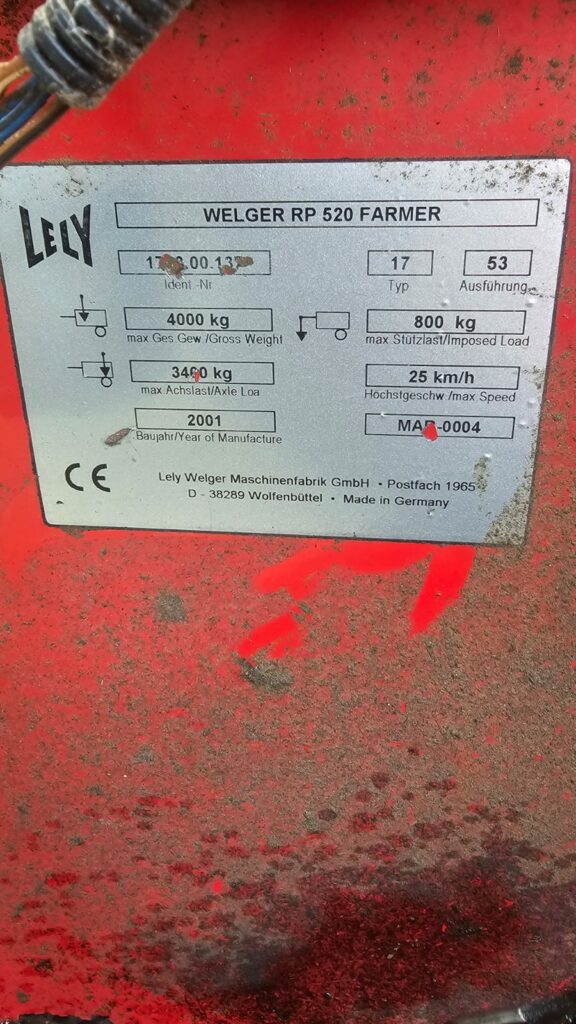 LELY
WELGER RP 520 FARMER
17 53
Ident.-Nr. Typ Ausführung
4000 kg 800 kg
max Ges Gew /Gross Weight max Stützlast/Imposed Load
3400 kg 25 km/h
max Achslast/Axle Loa Höchstgeschw /max Speed
2001
Baujahr/Year of Manufacture
CE Lely Welger Maschinenfabrik GmbH • Postfach 1965
D - 38289 Wolfenbüttel • Made in Germany